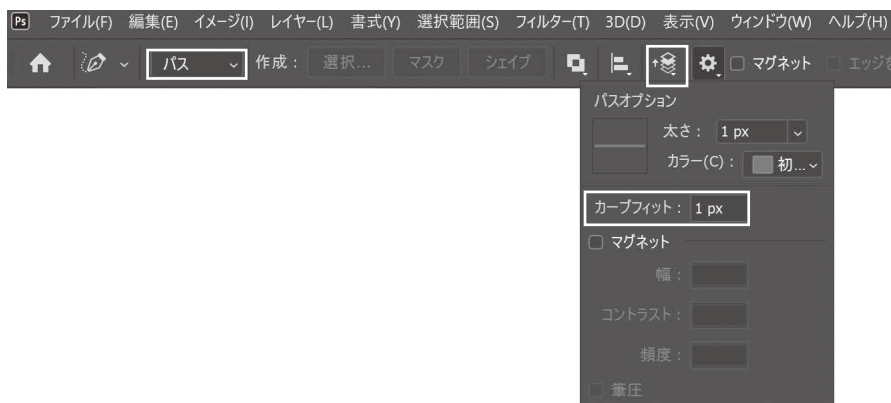 Ps ファイル(F) 編集(E) イメージ(I) レイヤー(L) 書式(Y) 選択範囲(S) フィルター(T) 3D(D) 表示(V) ウィンドウ(W) ヘルプ(H)
パス 作成： 選択... マスク シェイプ マグネット エッジを
パスオプション
太さ： 1 px
カラー(C)： 初...
カーブフィット： 1 px
マグネット
幅：
コントラスト：
頻度：
筆圧